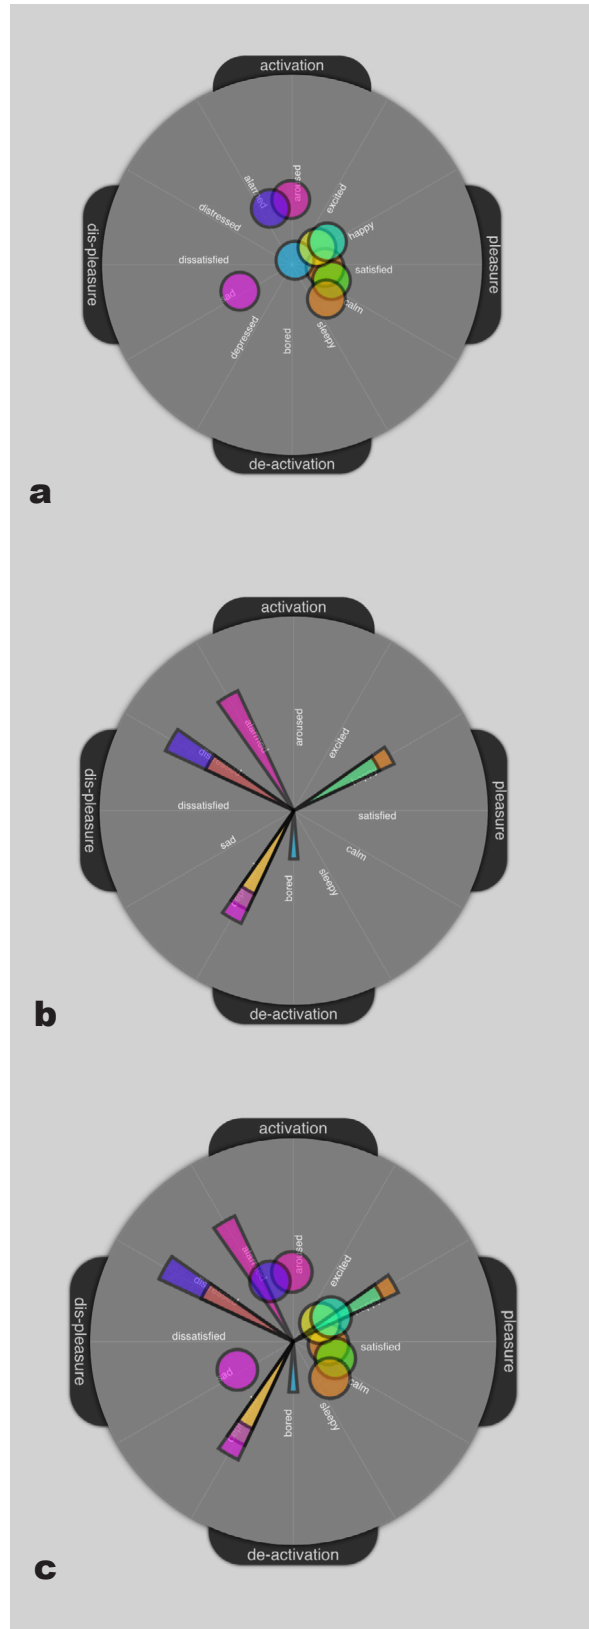 activation
aroused
alarmed
excited
distressed
happy
dis-pleasure
pleasure
dissatisfied
satisfied
sad
calm
depressed
bored
sleepy
de-activation
a
activation
aroused
alarmed
excited
dis-pleasure
pleasure
dissatisfied
satisfied
sad
calm
bored
sleepy
de-activation
b
activation
aroused
excited
dis-pleasure
pleasure
dissatisfied
satisfied
calm
bored
sleepy
de-activation
c